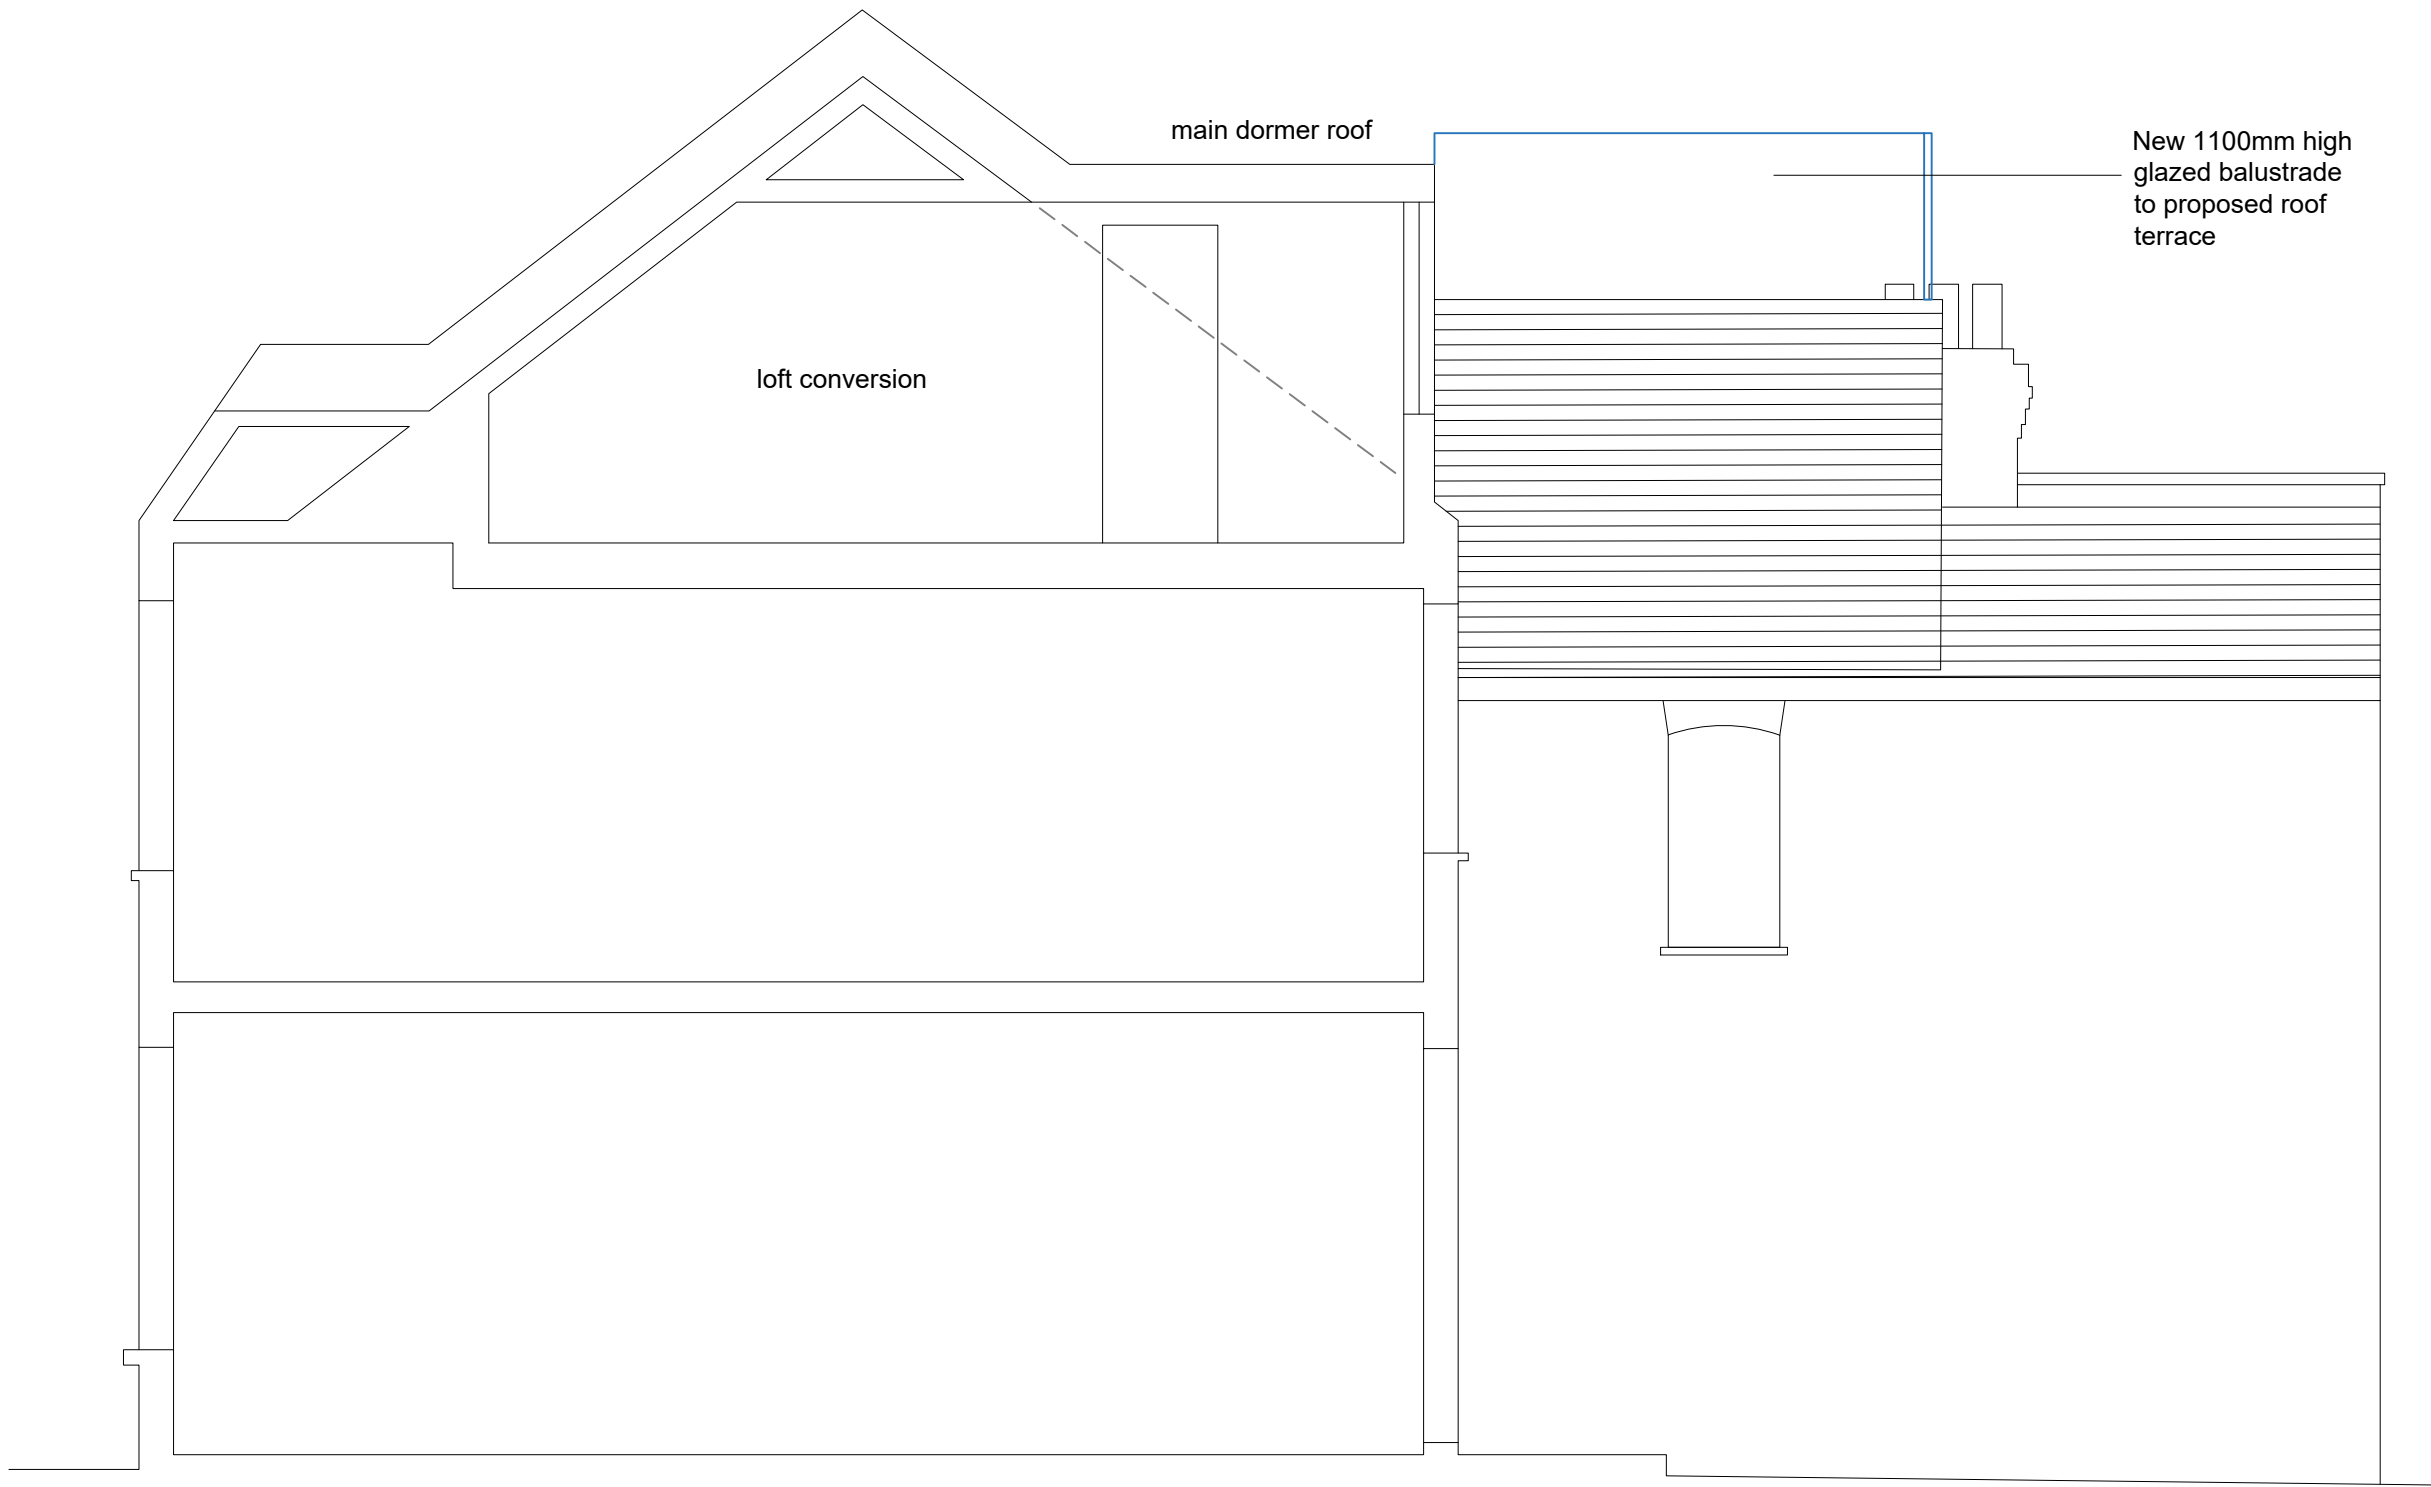 main dormer roof
New 1100mm high
glazed balustrade
to proposed roof
terrace
loft conversion